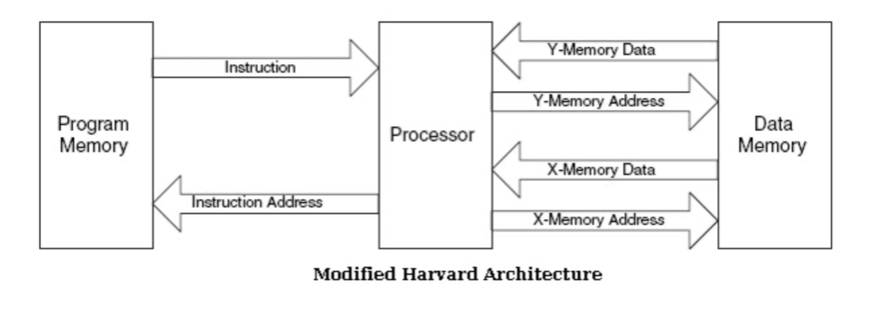 Program
Memory
Instruction
Instruction Address
Processor
Y-Memory Data
Y-Memory Address
X-Memory Data
X-Memory Address
Data
Memory
Modified Harvard Architecture